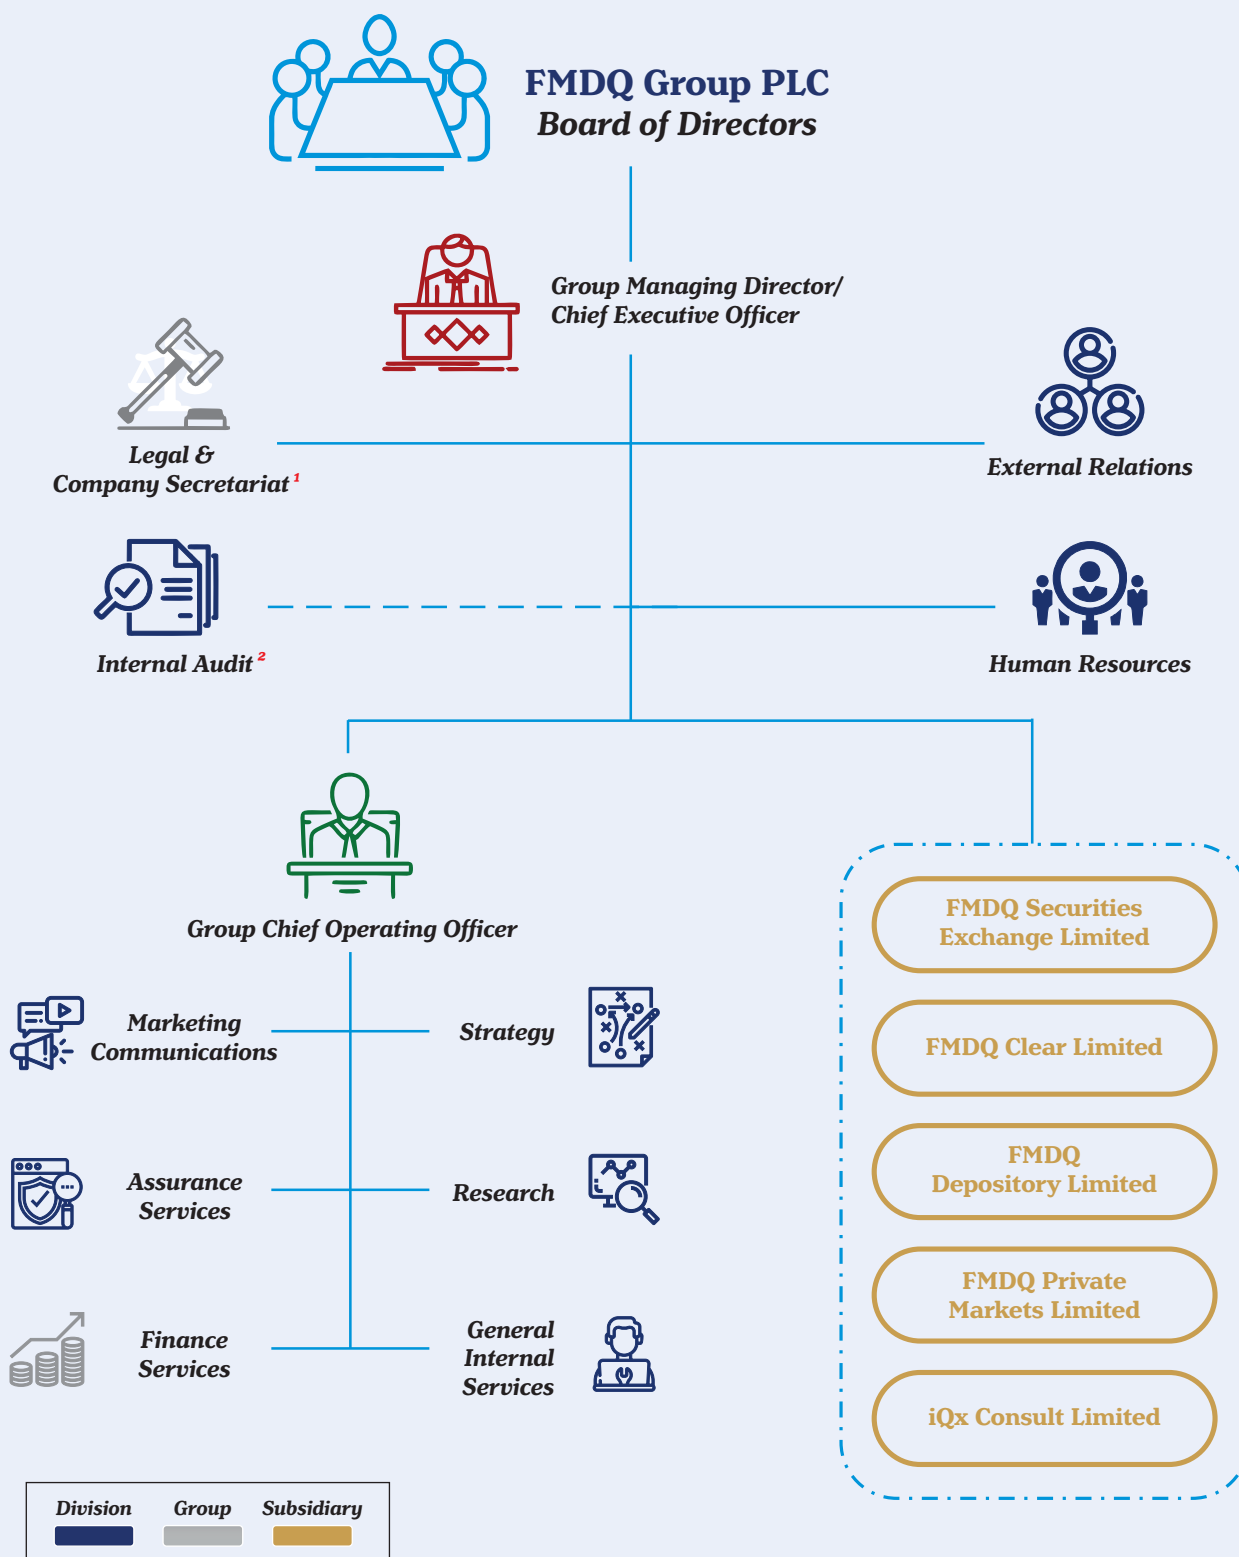 FMDQ Group PLC
Board of Directors
Group Managing Director/
Chief Executive Officer
Legal &
Company Secretariat ¹
External Relations
Internal Audit ²
Human Resources
Group Chief Operating Officer
Marketing
Communications
Strategy
Assurance
Services
Research
Finance
Services
General
Internal
Services
FMDQ Securities
Exchange Limited
FMDQ Clear Limited
FMDQ
Depository Limited
FMDQ Private
Markets Limited
iQx Consult Limited
Division Group Subsidiary